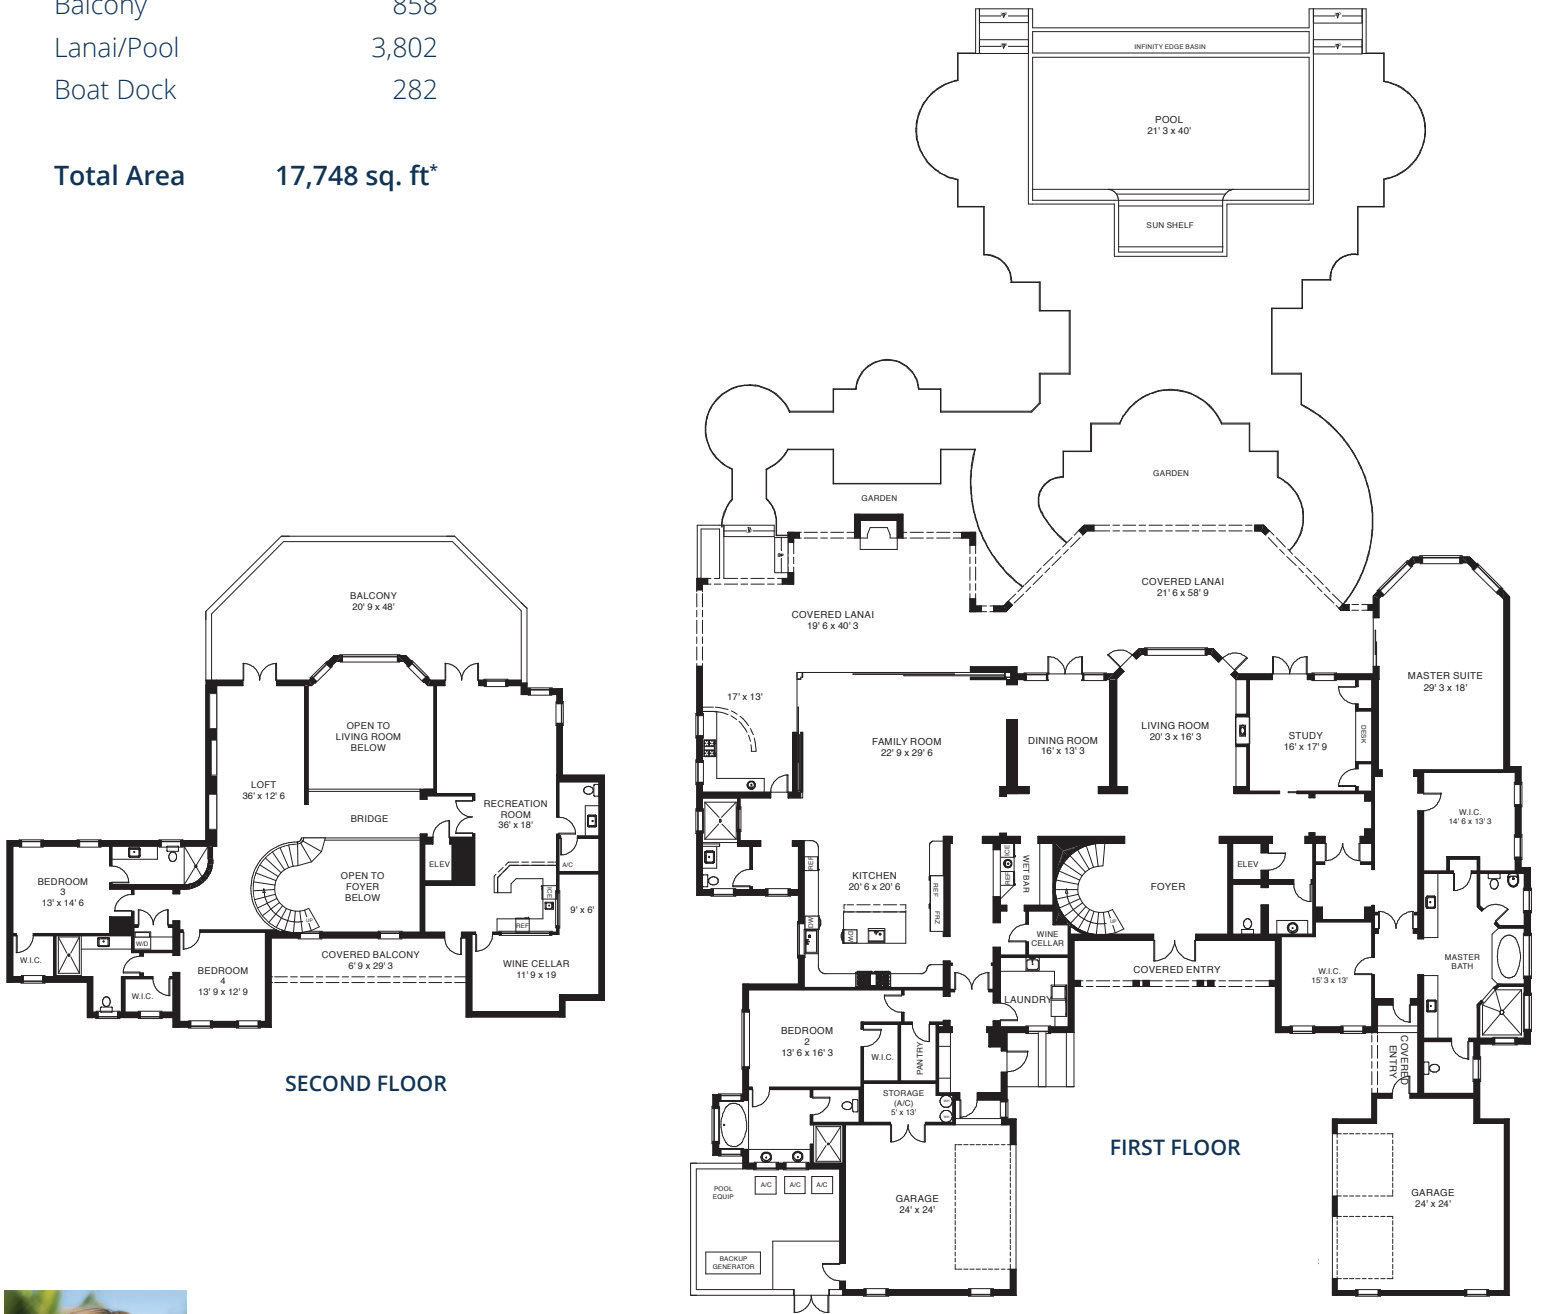 Balcony 858
Lanai/Pool 3,802
Boat Dock 282
Total Area 17,748 sq. ft*
INFINITY EDGE BASIN
POOL
21' 3 x 40'
SUN SHELF
GARDEN
GARDEN
COVERED LANAI
21' 6 x 58' 9
COVERED LANAI
19' 6 x 40' 3
17' x 13'
MASTER SUITE
29' 3 x 18'
FAMILY ROOM
22' 9 x 29' 6
DINING ROOM
16' x 13' 3
LIVING ROOM
20' 3 x 16' 3
STUDY
16' x 17' 9
DESK
W.I.C.
14' 6 x 13' 3
KITCHEN
20' 6 x 20' 6
REF
REF
FRZ
DW
DW
ICE
REF
WET BAR
WINE
CELLAR
FOYER
UP
ELEV
COVERED ENTRY
LAUNDRY
W.I.C.
15' 3 x 13'
MASTER
BATH
COVERED
ENTRY
BEDROOM
2
13' 6 x 16' 3
W.I.C.
PANTRY
STORAGE
(A/C)
5' x 13'
POOL
EQUIP
A/C
A/C
A/C
BACKUP
GENERATOR
GARAGE
24' x 24'
GARAGE
24' x 24'
FIRST FLOOR
BALCONY
20' 9 x 48'
OPEN TO
LIVING ROOM
BELOW
LOFT
36' x 12' 6
BRIDGE
RECREATION
ROOM
36' x 18'
ELEV
A/C
ICE
REF
9' x 6'
OPEN TO
FOYER
BELOW
UP
BEDROOM
3
13' x 14' 6
W.I.C.
W/D
W.I.C.
BEDROOM
4
13' 9 x 12' 9
COVERED BALCONY
6' 9 x 29' 3
WINE CELLAR
11' 9 x 19
SECOND FLOOR